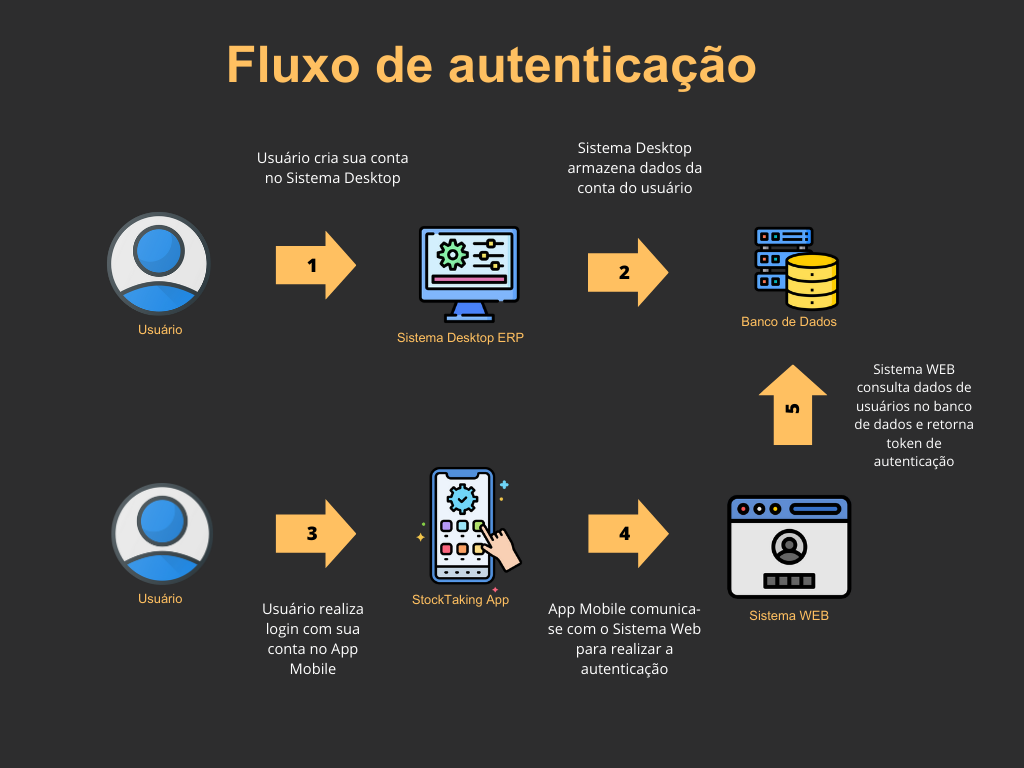 Fluxo de autenticação
Usuário cria sua conta
no Sistema Desktop
Sistema Desktop
armazena dados da
conta do usuário
1
2
Usuário
Sistema Desktop ERP
Banco de Dados
5
Sistema WEB
consulta dados de
usuários no banco
de dados e retorna
token de
autenticação
3
4
Usuário
StockTaking App
Sistema WEB
Usuário realiza
login com sua
conta no App
Mobile
App Mobile comunica-
se com o Sistema Web
para realizar a
autenticação